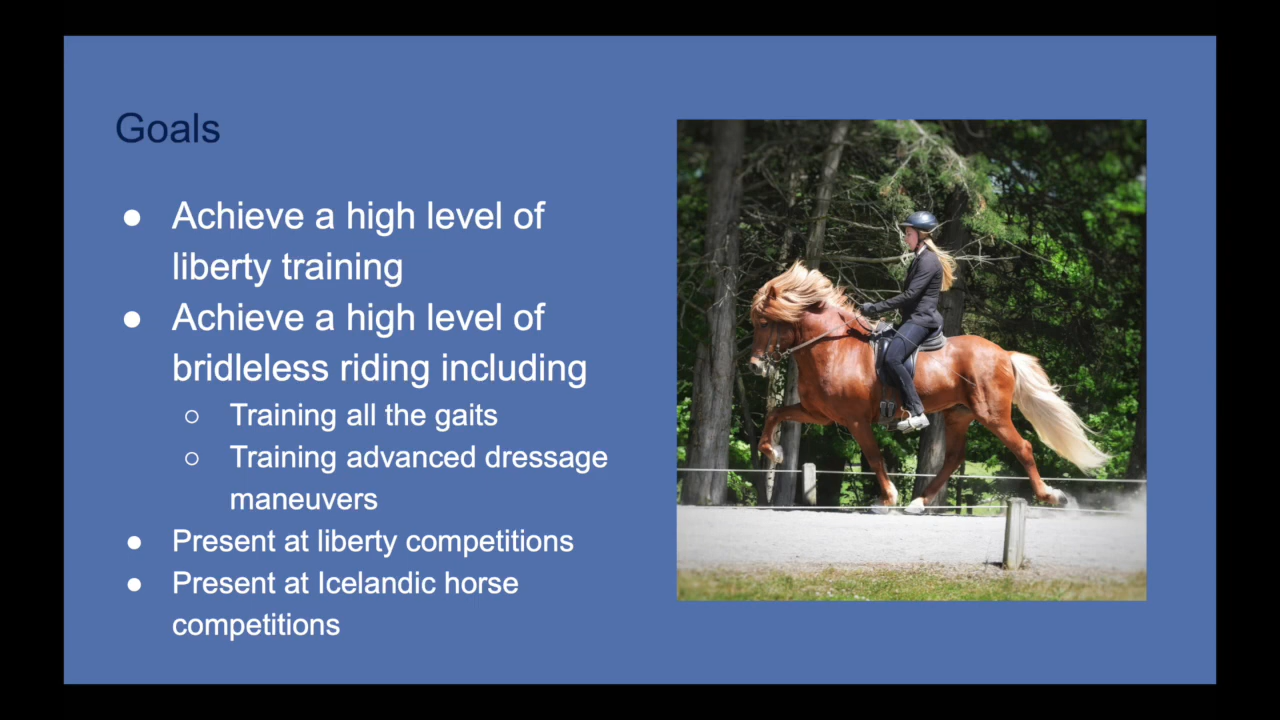 Goals
● Achieve a high level of
liberty training
● Achieve a high level of
bridleless riding including
○ Training all the gaits
○ Training advanced dressage
maneuvers
● Present at liberty competitions
● Present at Icelandic horse
competitions